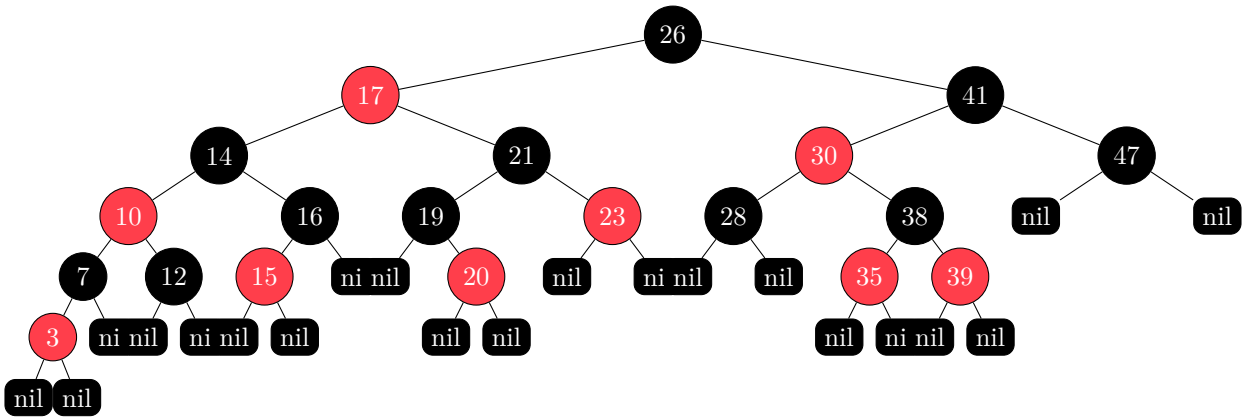 26
17 41
14 21 30 47
10 16 19 23 28 38 nil nil
7 12 15 ni nil 20 nil ni nil nil 35 39
3 ni nil ni nil nil nil nil nil ni nil nil
nil nil